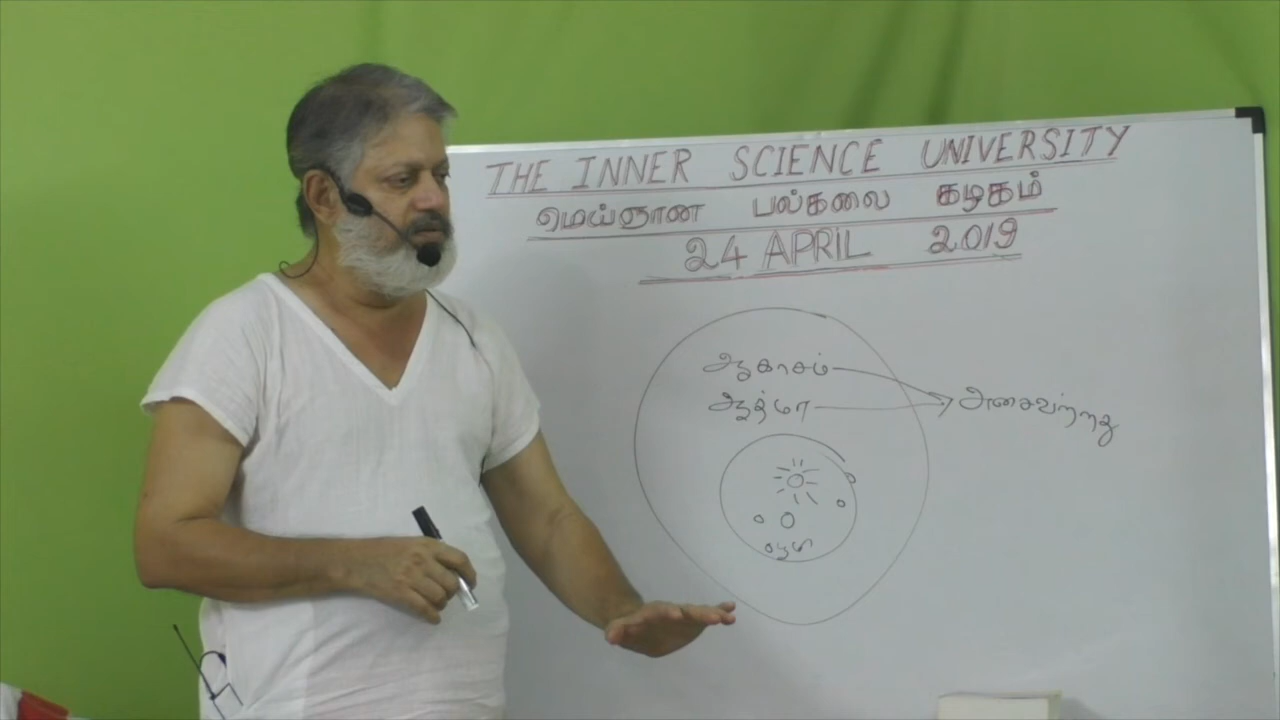 THE INNER SCIENCE UNIVERSITY
மெய்ஞான பல்கலை கழகம்
24 APRIL 2019
ஆகாசம்
ஆத்மா
அசைவற்றது
பூமி